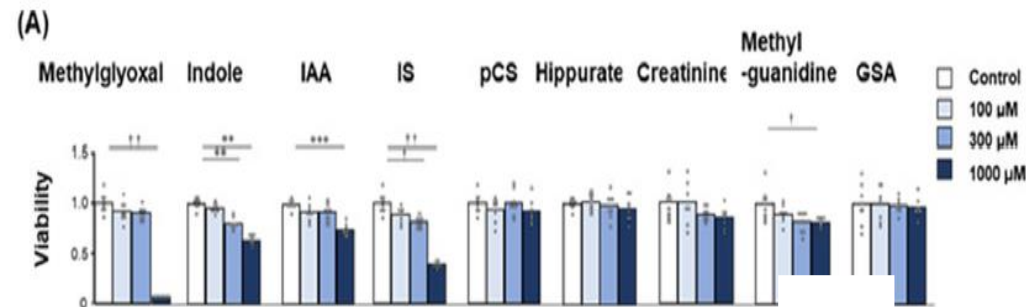 (A)
Methylglyoxal Indole IAA IS pCS Hippurate Creatinine Methyl -guanidine GSA
Control
100 µM
300 µM
1000 µM
†† ** *** †† †
** †
Viability
1.5
1.0
0.5
0